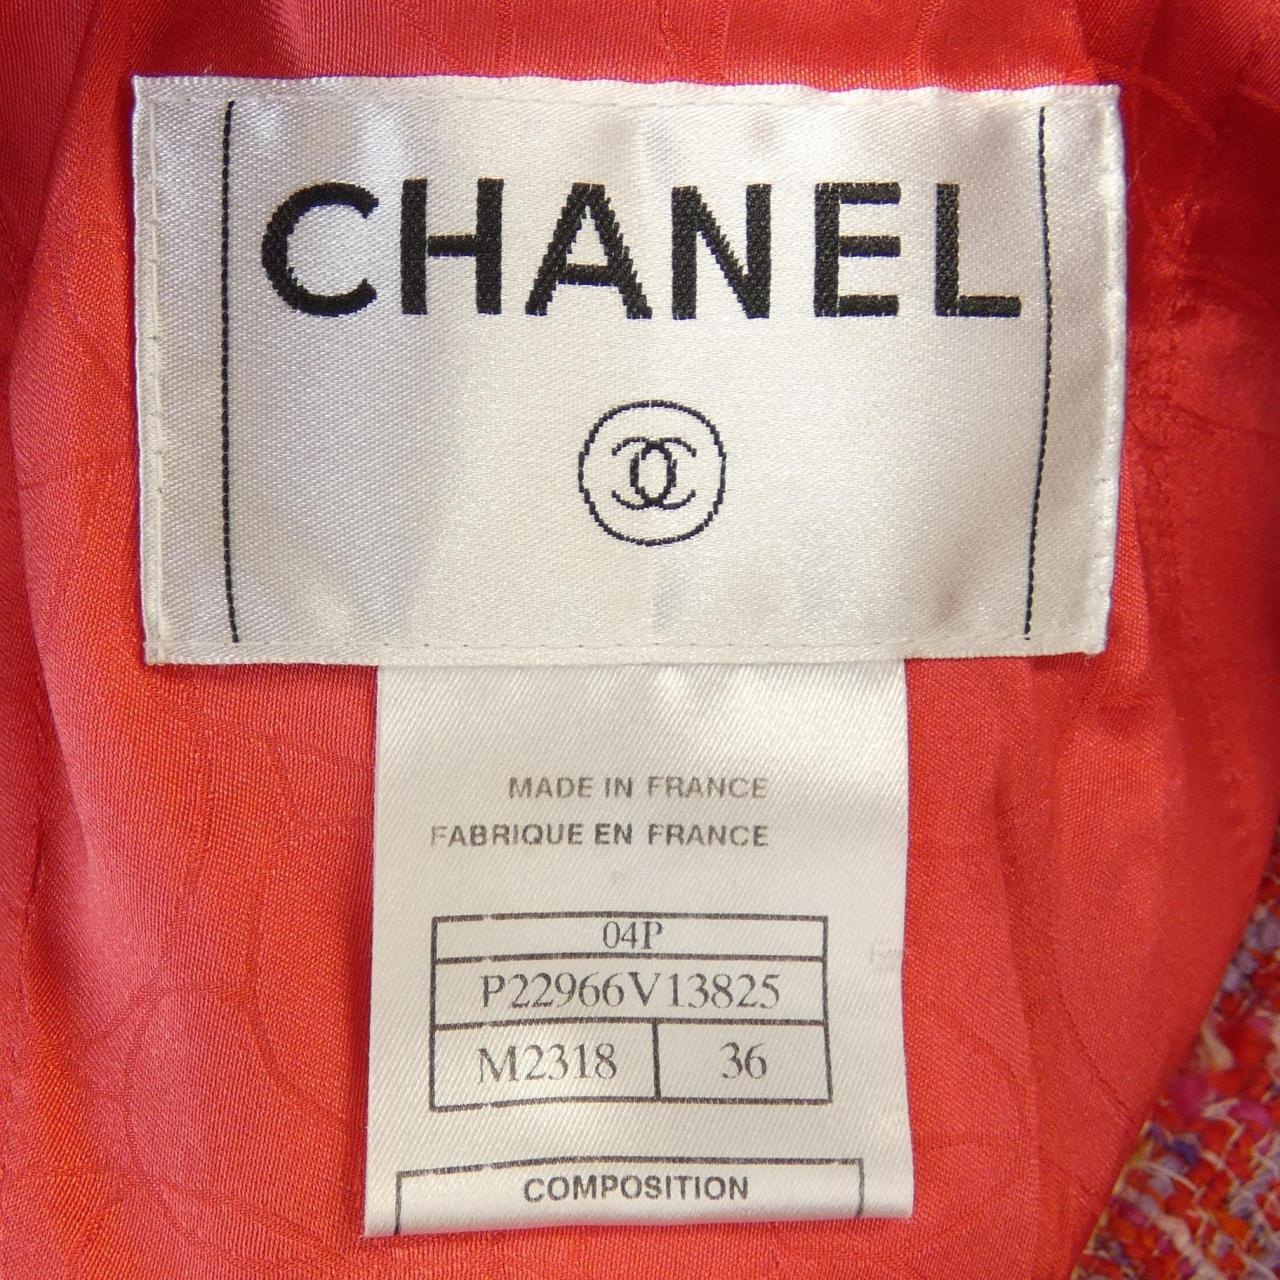 CHANEL
MADE IN FRANCE
FABRIQUE EN FRANCE
04P
P22966V13825
M2318 36
COMPOSITION